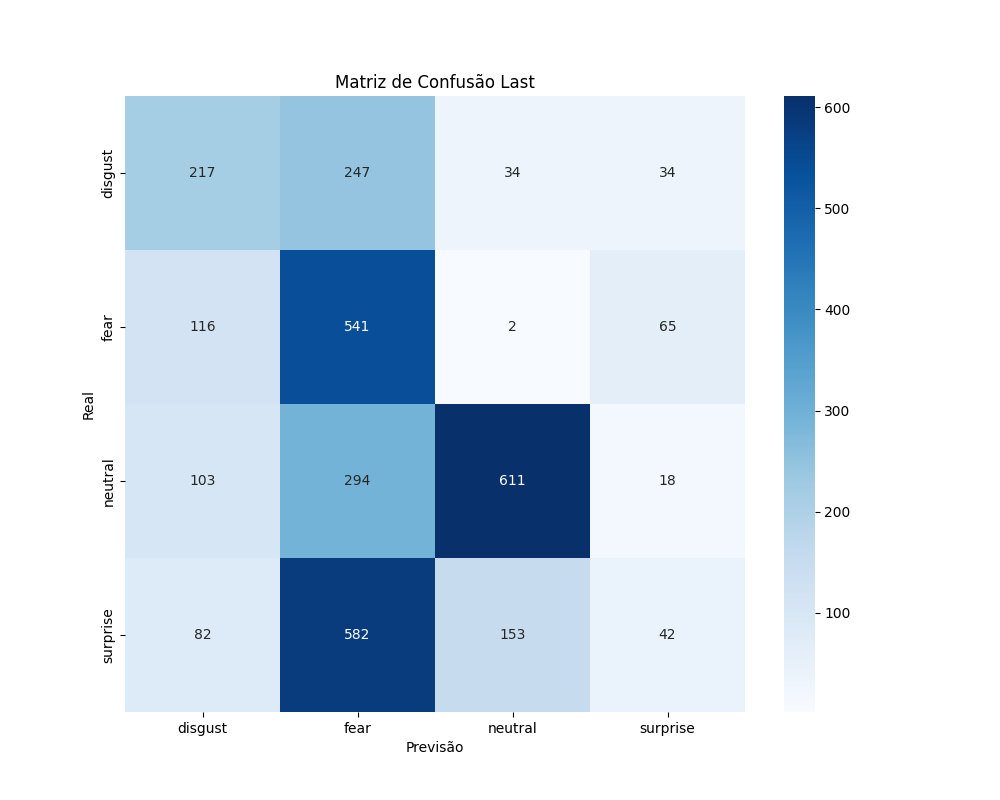 Matriz de Confusão Last
Real
disgust
217 247 34 34
fear
116 541 2 65
neutral
103 294 611 18
surprise
82 582 153 42
disgust fear neutral surprise
Previsão
600
500
400
300
200
100